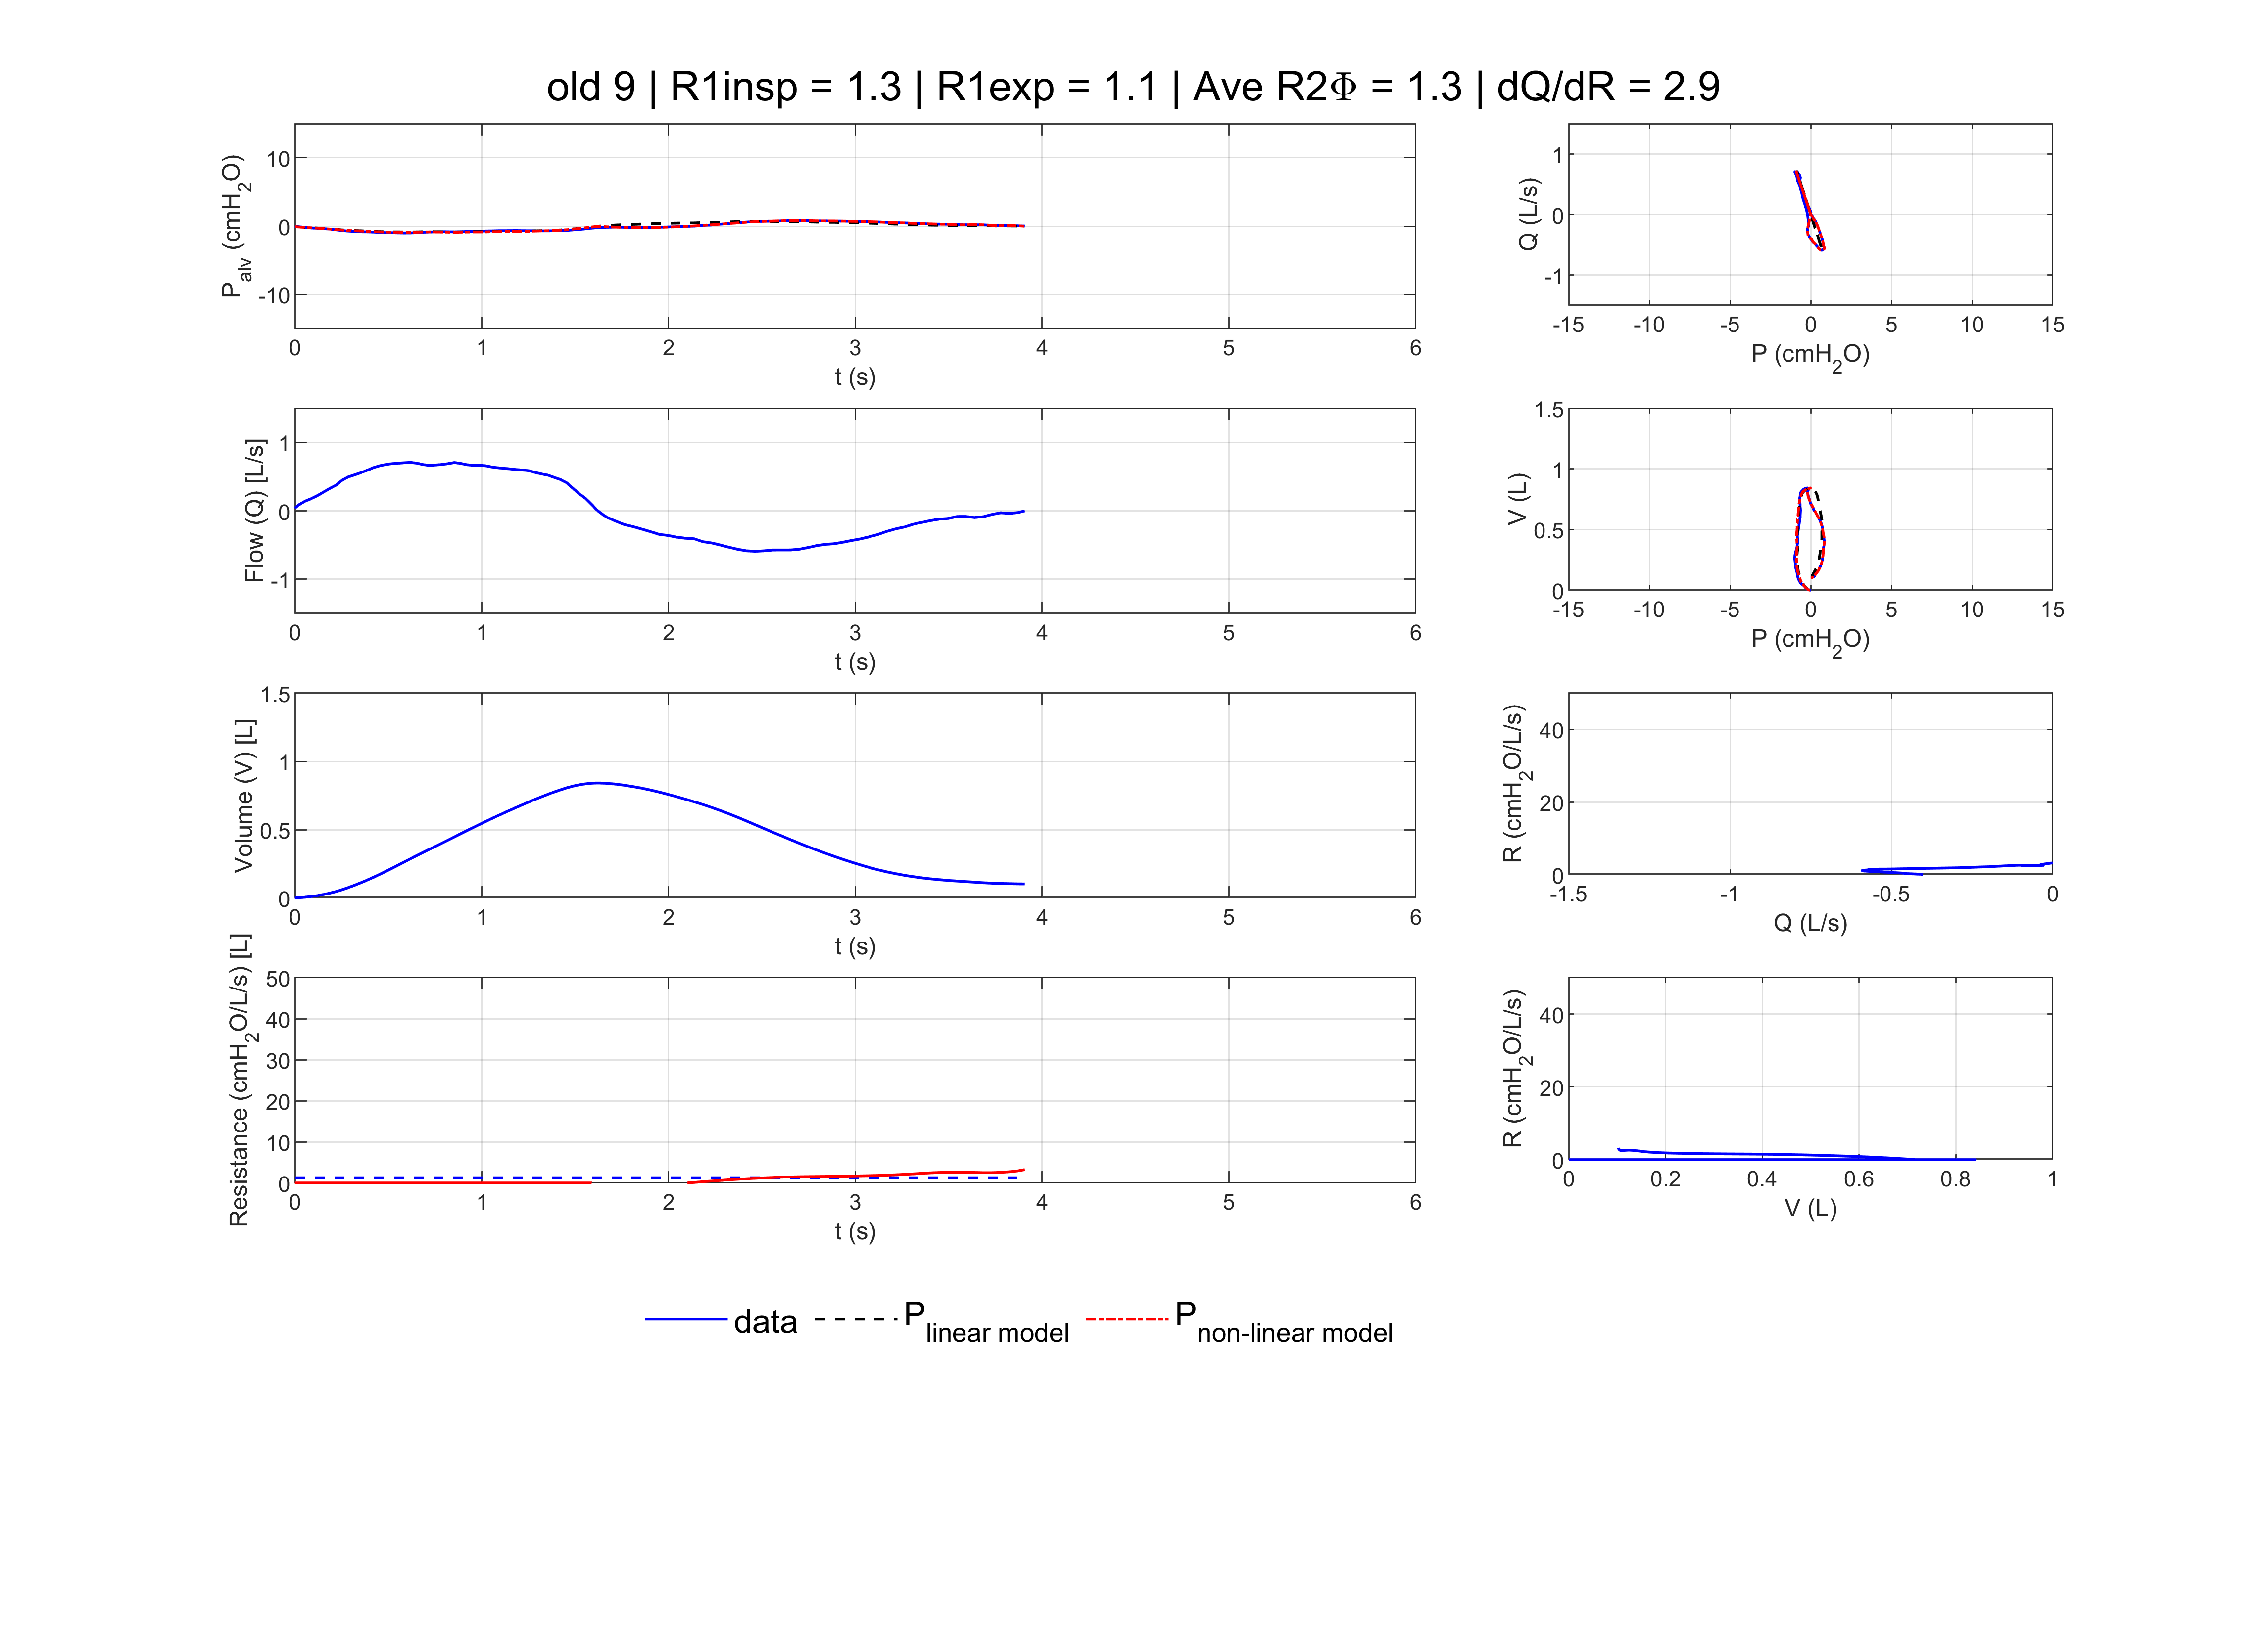 old 9 | R1insp = 1.3 | R1exp = 1.1 | Ave R2Φ = 1.3 | dQ/dR = 2.9
P_alv (cmH_2O)
10
0
-10
0 1 2 3 4 5 6
t (s)
Q (L/s)
1
0
-1
-15 -10 -5 0 5 10 15
P (cmH_2O)
Flow (Q) [L/s]
1
0
-1
0 1 2 3 4 5 6
t (s)
V (L)
1.5
1
0.5
0
-15 -10 -5 0 5 10 15
P (cmH_2O)
Volume (V) [L]
1.5
1
0.5
0
0 1 2 3 4 5 6
t (s)
R (cmH_2O/L/s)
40
20
0
-1.5 -1 -0.5 0
Q (L/s)
Resistance (cmH_2O/L/s) [L]
50
40
30
20
10
0
0 1 2 3 4 5 6
t (s)
R (cmH_2O/L/s)
40
20
0
0 0.2 0.4 0.6 0.8 1
V (L)
data P_linear model P_non-linear model